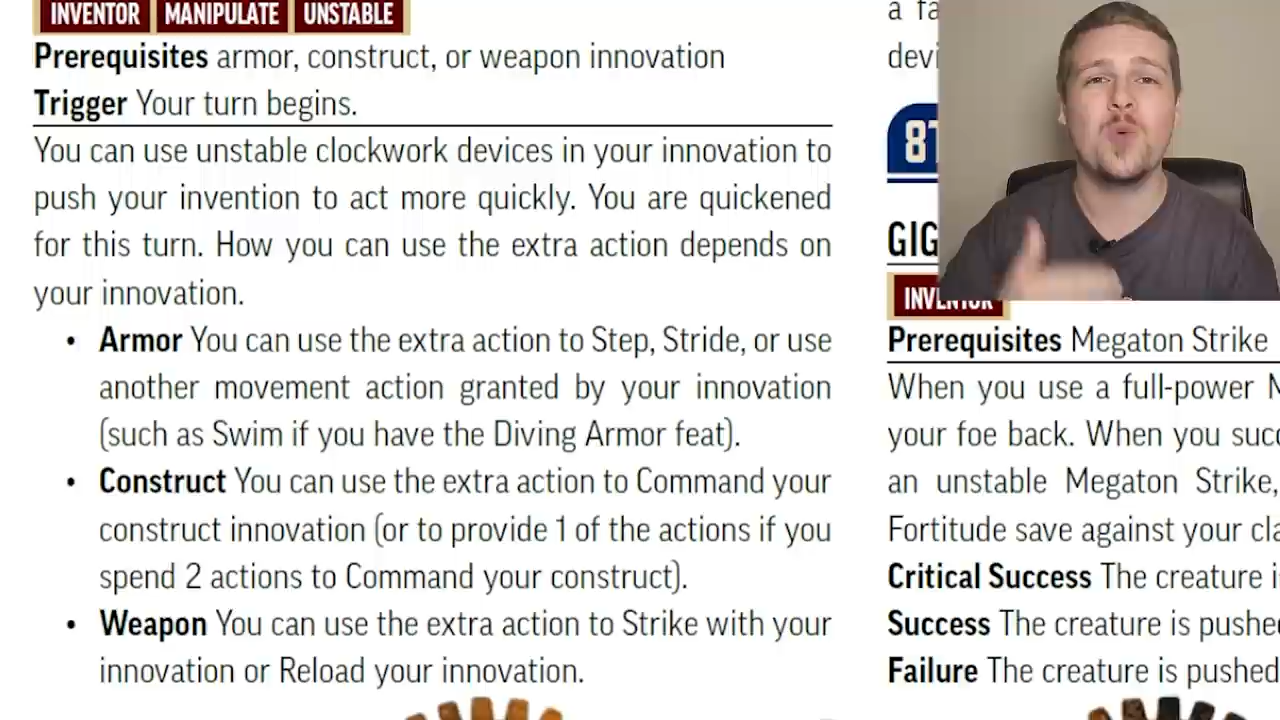 INVENTOR MANIPULATE UNSTABLE
Prerequisites armor, construct, or weapon innovation
Trigger Your turn begins.
You can use unstable clockwork devices in your innovation to
push your invention to act more quickly. You are quickened
for this turn. How you can use the extra action depends on
your innovation.
• Armor You can use the extra action to Step, Stride, or use
another movement action granted by your innovation
(such as Swim if you have the Diving Armor feat).
• Construct You can use the extra action to Command your
construct innovation (or to provide 1 of the actions if you
spend 2 actions to Command your construct).
• Weapon You can use the extra action to Strike with your
innovation or Reload your innovation.
a
8T
GIG
INVENTOR
Prerequisites Megaton Strike
When you use a full-power
your foe back. When you
an unstable Megaton Strike,
Fortitude save against your
Critical Success The creature
Success The creature is
Failure The creature is pushed